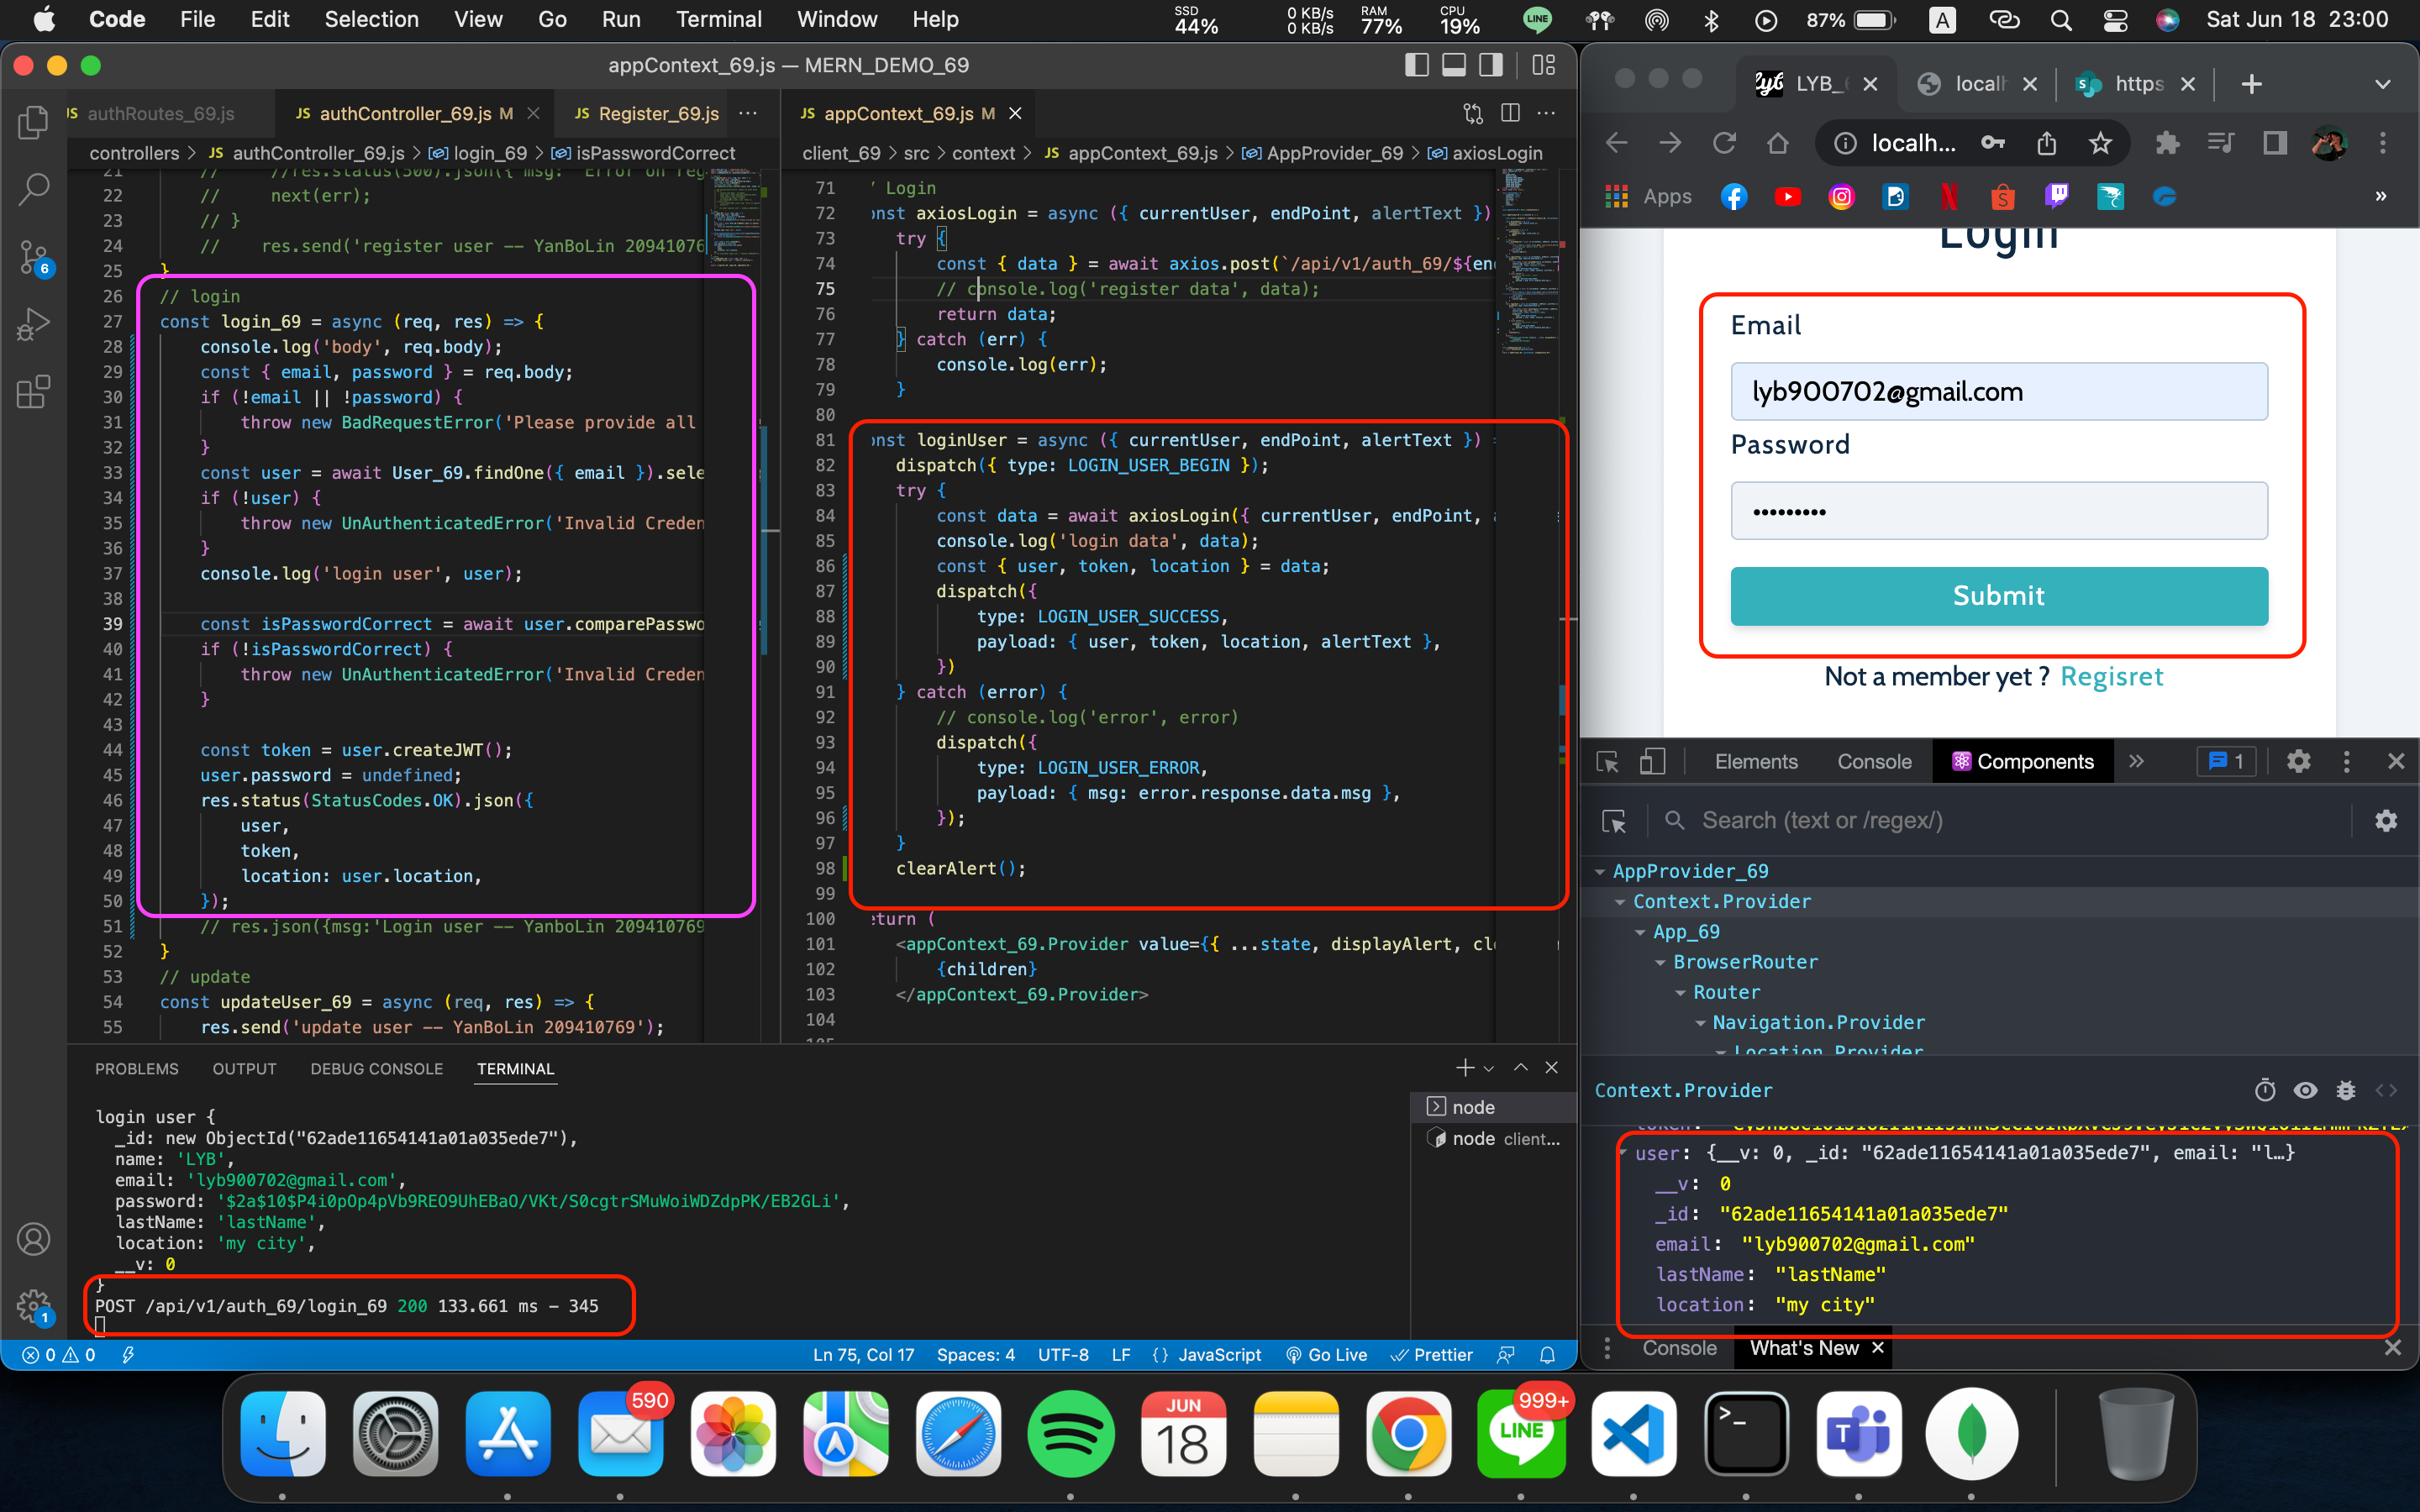 Code File Edit Selection View Go Run Terminal Window Help
SSD 44% 0 KB/s 0 KB/s RAM 77% CPU 19% LINE 87% A Sat Jun 18 23:00
appContext_69.js — MERN_DEMO_69
JS authRoutes_69.js JS authController_69.js M JS Register_69.js ···
controllers > JS authController_69.js > login_69 > isPasswordCorrect
21 // //res.status(500).json({ msg: 'Error on reg
22 // next(err);
23 // }
24 // res.send('register user -- YanBoLin 20941076
25 }
26 // login
27 const login_69 = async (req, res) => {
28 console.log('body', req.body);
29 const { email, password } = req.body;
30 if (!email || !password) {
31 throw new BadRequestError('Please provide all
32 }
33 const user = await User_69.findOne({ email }).sele
34 if (!user) {
35 throw new UnAuthenticatedError('Invalid Creden
36 }
37 console.log('login user', user);
38
39 const isPasswordCorrect = await user.comparePasswo
40 if (!isPasswordCorrect) {
41 throw new UnAuthenticatedError('Invalid Creden
42 }
43
44 const token = user.createJWT();
45 user.password = undefined;
46 res.status(StatusCodes.OK).json({
47 user,
48 token,
49 location: user.location,
50 });
51 // res.json({msg:'Login user -- YanboLin 209410769
52 }
53 // update
54 const updateUser_69 = async (req, res) => {
55 res.send('update user -- YanBoLin 209410769');
JS appContext_69.js M
client_69 > src > context > JS appContext_69.js > AppProvider_69 > axiosLogin
71 / Login
72 onst axiosLogin = async ({ currentUser, endPoint, alertText })
73 try {
74 const { data } = await axios.post(`/api/v1/auth_69/${en
75 // console.log('register data', data);
76 return data;
77 } catch (err) {
78 console.log(err);
79 }
80
81 onst loginUser = async ({ currentUser, endPoint, alertText }) =
82 dispatch({ type: LOGIN_USER_BEGIN });
83 try {
84 const data = await axiosLogin({ currentUser, endPoint, a
85 console.log('login data', data);
86 const { user, token, location } = data;
87 dispatch({
88 type: LOGIN_USER_SUCCESS,
89 payload: { user, token, location, alertText },
90 })
91 } catch (error) {
92 // console.log('error', error)
93 dispatch({
94 type: LOGIN_USER_ERROR,
95 payload: { msg: error.response.data.msg },
96 });
97 }
98 clearAlert();
99
100 eturn (
101 <appContext_69.Provider value={{ ...state, displayAlert, cl
102 {children}
103 </appContext_69.Provider>
104
105
PROBLEMS OUTPUT DEBUG CONSOLE TERMINAL
login user {
_id: new ObjectId("62ade11654141a01a035ede7"),
name: 'LYB',
email: 'lyb900702@gmail.com',
password: '$2a$10$P4i0pOp4pVb9REO9UhEBaO/VKt/S0cgtrSMuWoiWDZdpPK/EB2GLi',
lastName: 'lastName',
location: 'my city',
__v: 0
}
POST /api/v1/auth_69/login_69 200 133.661 ms - 345
node
node client...
6
1
0 0 Ln 75, Col 17 Spaces: 4 UTF-8 LF {} JavaScript Go Live Prettier
lyb LYB_ localh https
localh...
Apps
Login
Email
lyb900702@gmail.com
Password
•••••••••
Submit
Not a member yet ? Regisret
Elements Console Components 1
Search (text or /regex/)
AppProvider_69
Context.Provider
App_69
BrowserRouter
Router
Navigation.Provider
Location.Provider
Context.Provider
token:
user: {__v: 0, _id: "62ade11654141a01a035ede7", email: "l…}
__v: 0
_id: "62ade11654141a01a035ede7"
email: "lyb900702@gmail.com"
lastName: "lastName"
location: "my city"
Console What's New
590 JUN 18 LINE 999+ >_ T